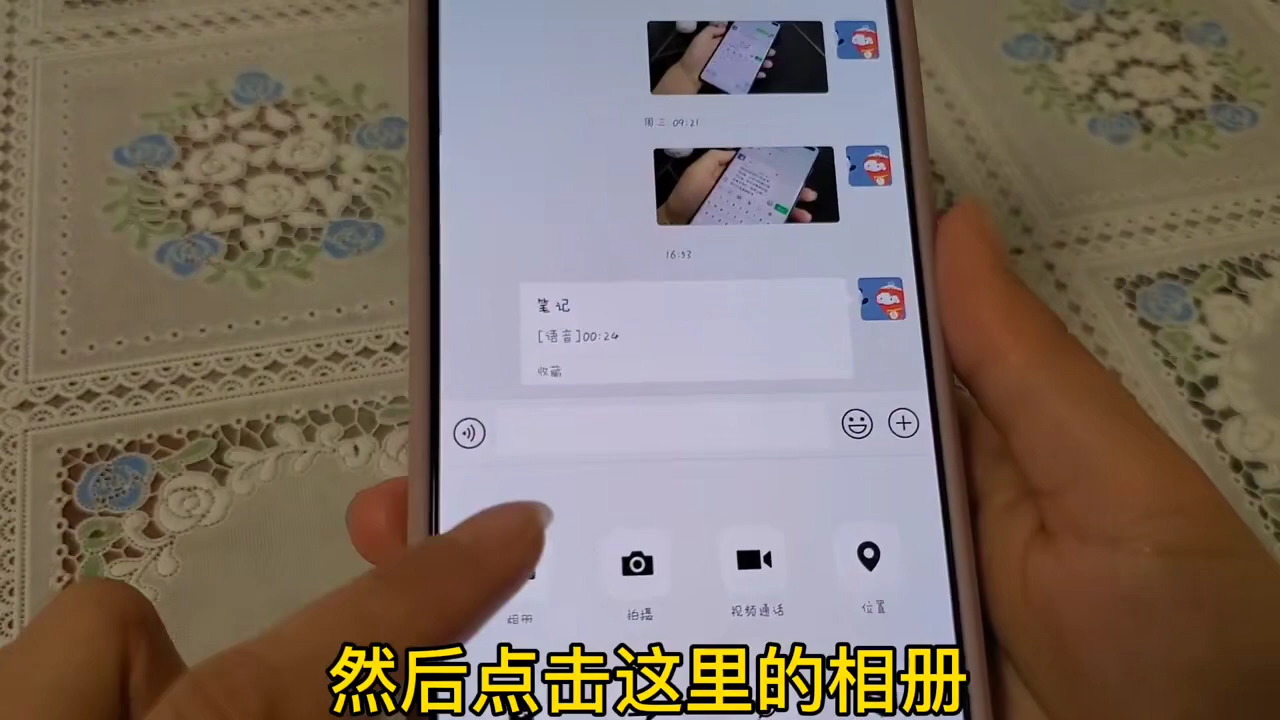 周三 09:21
16:53
笔记
[语音]00:24
收藏
相册
拍摄
视频通话
位置
然后点击这里的相册